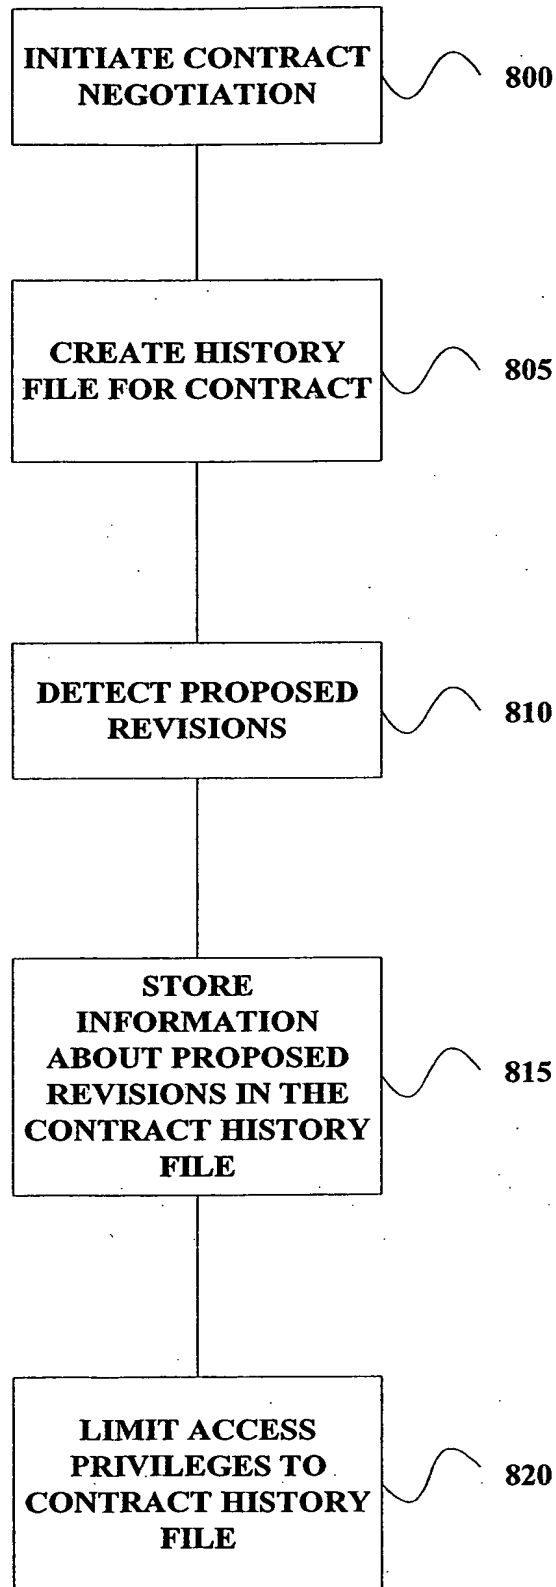 INITIATE CONTRACT
NEGOTIATION
800
CREATE HISTORY
FILE FOR CONTRACT
805
DETECT PROPOSED
REVISIONS
810
STORE
INFORMATION
ABOUT PROPOSED
REVISIONS IN THE
CONTRACT HISTORY
FILE
815
LIMIT ACCESS
PRIVILEGES TO
CONTRACT HISTORY
FILE
820